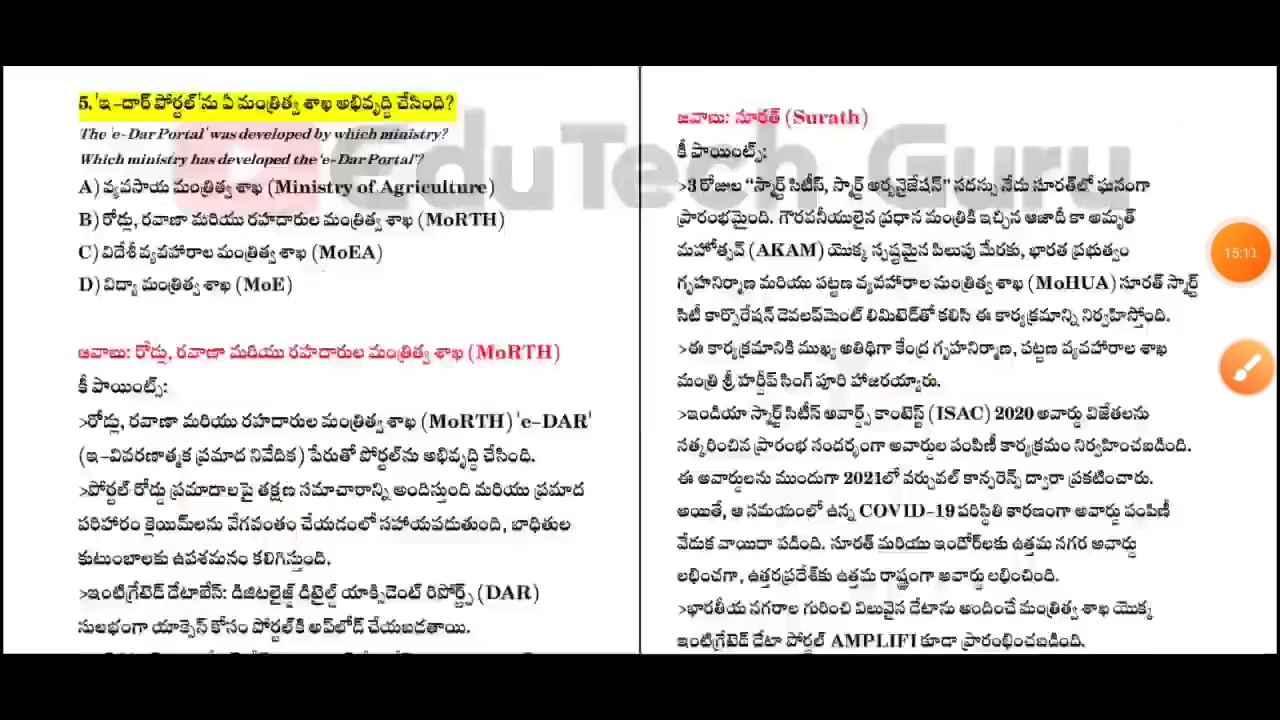 5. 'ఇ-దార్ పోర్టల్'ను ఏ మంత్రిత్వ శాఖ అభివృద్ధి చేసింది?
The 'e-Dar Portal' was developed by which ministry?
Which ministry has developed the 'e-Dar Portal'?
A) వ్యవసాయ మంత్రిత్వ శాఖ (Ministry of Agriculture)
B) రోడ్లు, రవాణా మరియు రహదారుల మంత్రిత్వ శాఖ (MoRTH)
C) విదేశీ వ్యవహారాల మంత్రిత్వ శాఖ (MoEA)
D) విద్యా మంత్రిత్వ శాఖ (MoE)
జవాబు: రోడ్లు, రవాణా మరియు రహదారుల మంత్రిత్వ శాఖ (MoRTH)
కీ పాయింట్స్:
>రోడ్లు, రవాణా మరియు రహదారుల మంత్రిత్వ శాఖ (MoRTH) 'e-DAR'
(ఇ-వివరణాత్మక ప్రమాద నివేదిక) పేరుతో పోర్టల్‌ను అభివృద్ధి చేసింది.
>పోర్టల్ రోడ్డు ప్రమాదాలపై తక్షణ సమాచారాన్ని అందిస్తుంది మరియు ప్రమాద
పరిహారం క్లెయిమ్‌లను వేగవంతం చేయడంలో సహాయపడుతుంది, బాధితుల
కుటుంబాలకు ఉపశమనం కలిగిస్తుంది.
>ఇంటిగ్రేటెడ్ డేటాబేస్: డిజిటలైజ్డ్ డిటైల్డ్ యాక్సిడెంట్ రిపోర్ట్స్ (DAR)
సులభంగా యాక్సెస్ కోసం పోర్టల్‌కి అప్‌లోడ్ చేయబడతాయి.
జవాబు: సూరత్ (Surath)
కీ పాయింట్స్:
>3 రోజుల “స్మార్ట్ సిటీస్, స్మార్ట్ అర్బనైజేషన్” సదస్సు నేడు సూరత్‌లో ఘనంగా
ప్రారంభమైంది. గౌరవనీయులైన ప్రధాన మంత్రికి ఇచ్చిన ఆజాదీ కా అమృత్
మహోత్సవ్ (AKAM) యొక్క స్పష్టమైన పిలుపు మేరకు, భారత ప్రభుత్వం
గృహనిర్మాణ మరియు పట్టణ వ్యవహారాల మంత్రిత్వ శాఖ (MoHUA) సూరత్ స్మార్ట్
సిటీ కార్పొరేషన్ డెవలప్‌మెంట్ లిమిటెడ్‌తో కలిసి ఈ కార్యక్రమాన్ని నిర్వహిస్తోంది.
>ఈ కార్యక్రమానికి ముఖ్య అతిథిగా కేంద్ర గృహనిర్మాణ, పట్టణ వ్యవహారాల శాఖ
మంత్రి శ్రీ హర్దీప్ సింగ్ పూరి హాజరయ్యారు.
>ఇండియా స్మార్ట్ సిటీస్ అవార్డ్స్ కాంటెస్ట్ (ISAC) 2020 అవార్డు విజేతలను
సత్కరించిన ప్రారంభ సందర్భంగా అవార్డుల పంపిణీ కార్యక్రమం నిర్వహించబడింది.
ఈ అవార్డులను ముందుగా 2021లో వర్చువల్ కాన్ఫరెన్స్ ద్వారా ప్రకటించారు.
అయితే, ఆ సమయంలో ఉన్న COVID-19 పరిస్థితి కారణంగా అవార్డు పంపిణీ
వేడుక వాయిదా పడింది. సూరత్ మరియు ఇండోర్‌లకు ఉత్తమ నగర అవార్డు
లభించగా, ఉత్తరప్రదేశ్‌కు ఉత్తమ రాష్ట్రంగా అవార్డు లభించింది.
>భారతీయ నగరాల గురించి విలువైన డేటాను అందించే మంత్రిత్వ శాఖ యొక్క
ఇంటిగ్రేటెడ్ డేటా పోర్టల్ AMPLIFI కూడా ప్రారంభించబడింది.
EduTech Guru
15:10